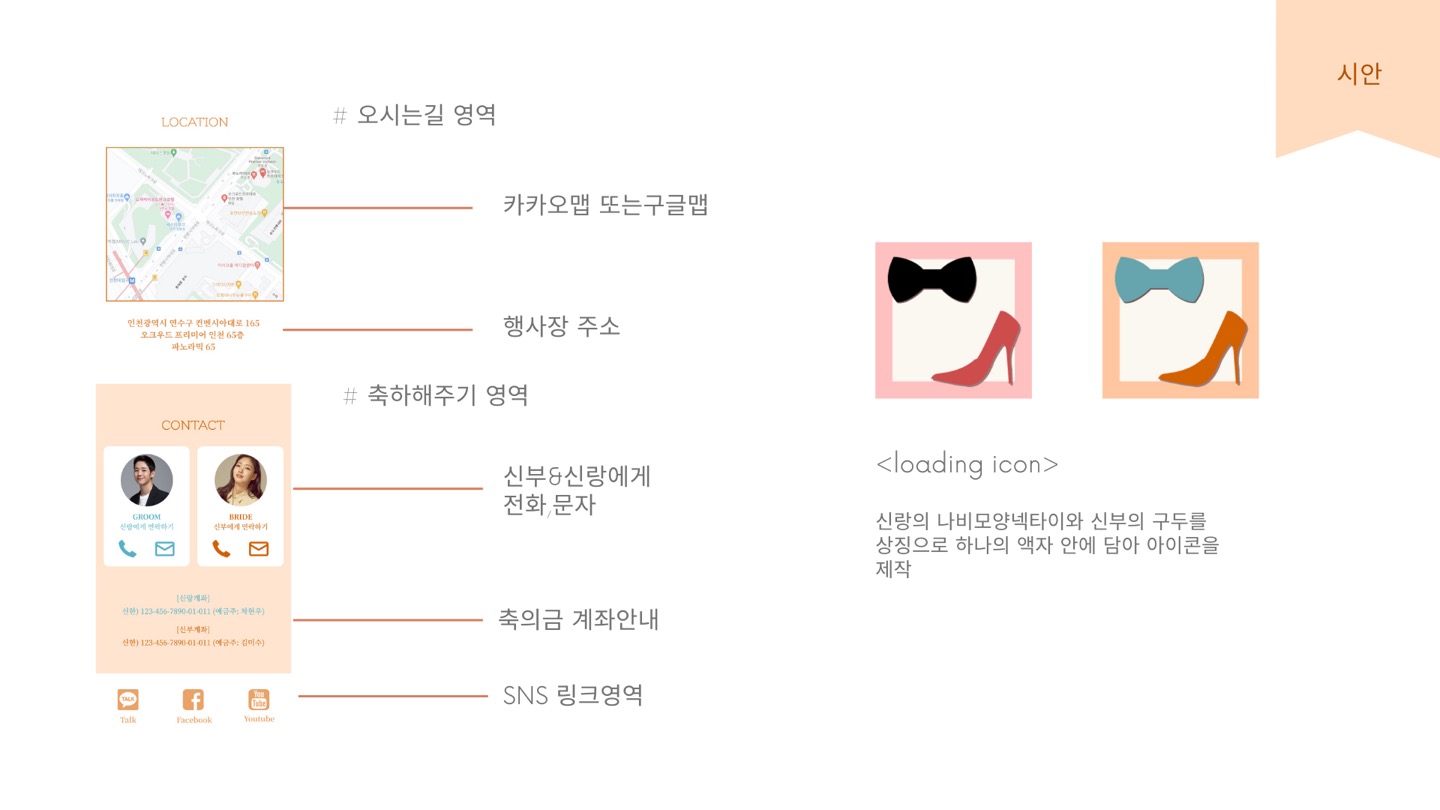 시안
# 오시는길 영역
LOCATION
카카오맵 또는구글맵
인천광역시 연수구 컨벤시아대로 165
오크우드 프리미어 인천 65층
파노라믹 65
행사장 주소
# 축하해주기 영역
CONTACT
GROOM
신랑에게 연락하기
BRIDE
신부에게 연락하기
신부&신랑에게
전화,문자
[신랑계좌]
신한) 123-456-7890-01-011 (예금주: 차현우)
[신부계좌]
신한) 123-456-7890-01-011 (예금주: 김미수)
축의금 계좌안내
TALK
You
Tube
Talk
Facebook
Youtube
SNS 링크영역
<loading icon>
신랑의 나비모양넥타이와 신부의 구두를
상징으로 하나의 액자 안에 담아 아이콘을
제작